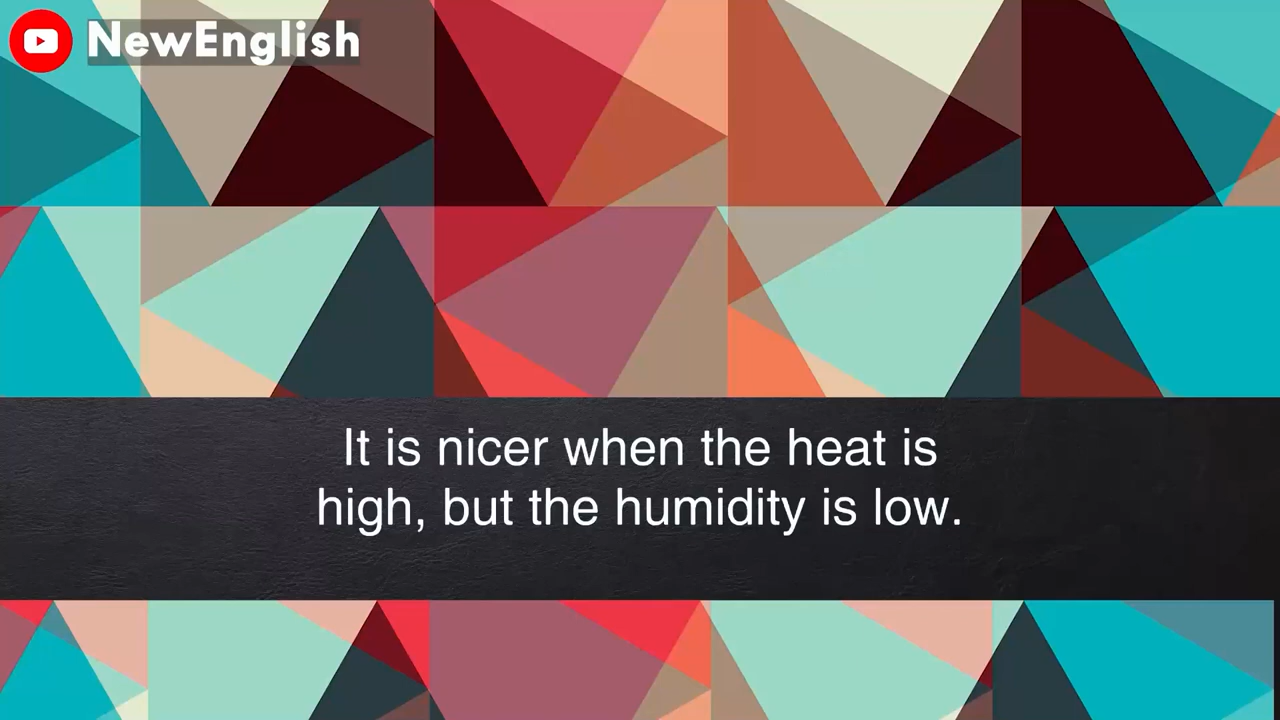 NewEnglish
It is nicer when the heat is
high, but the humidity is low.